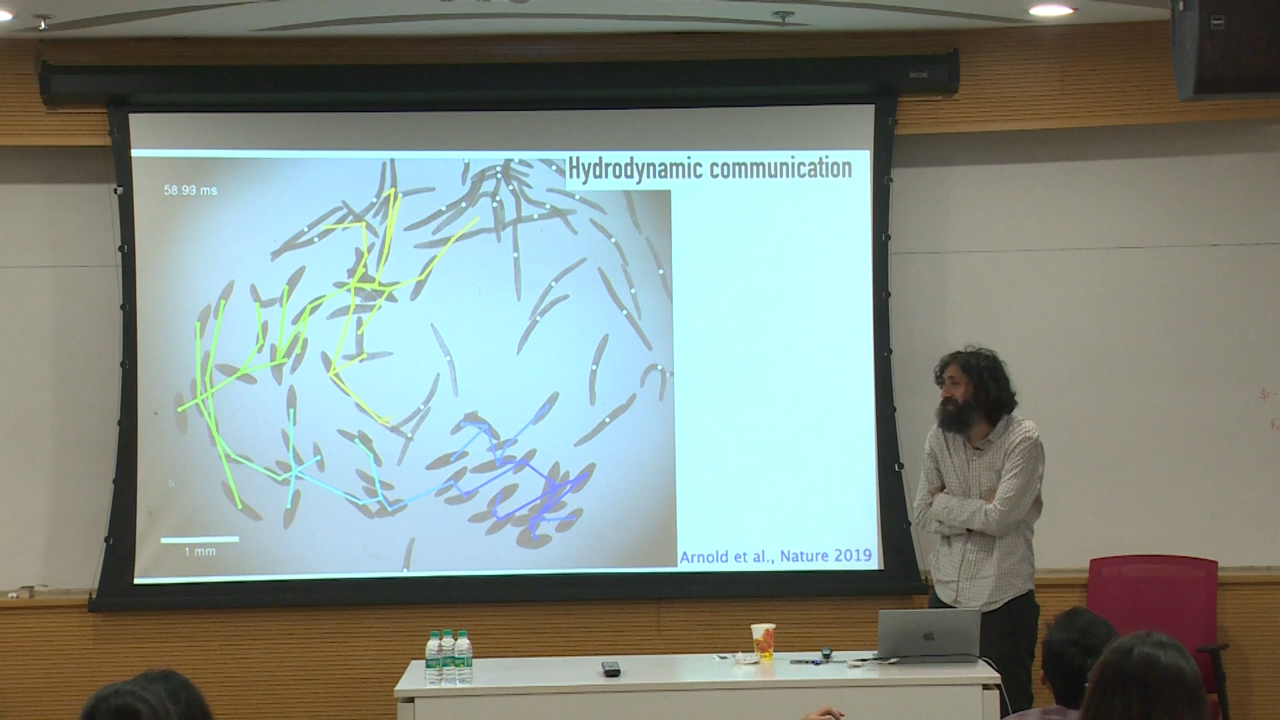 Hydrodynamic communication
58.93 ms
1 mm
Arnold et al., Nature 2019